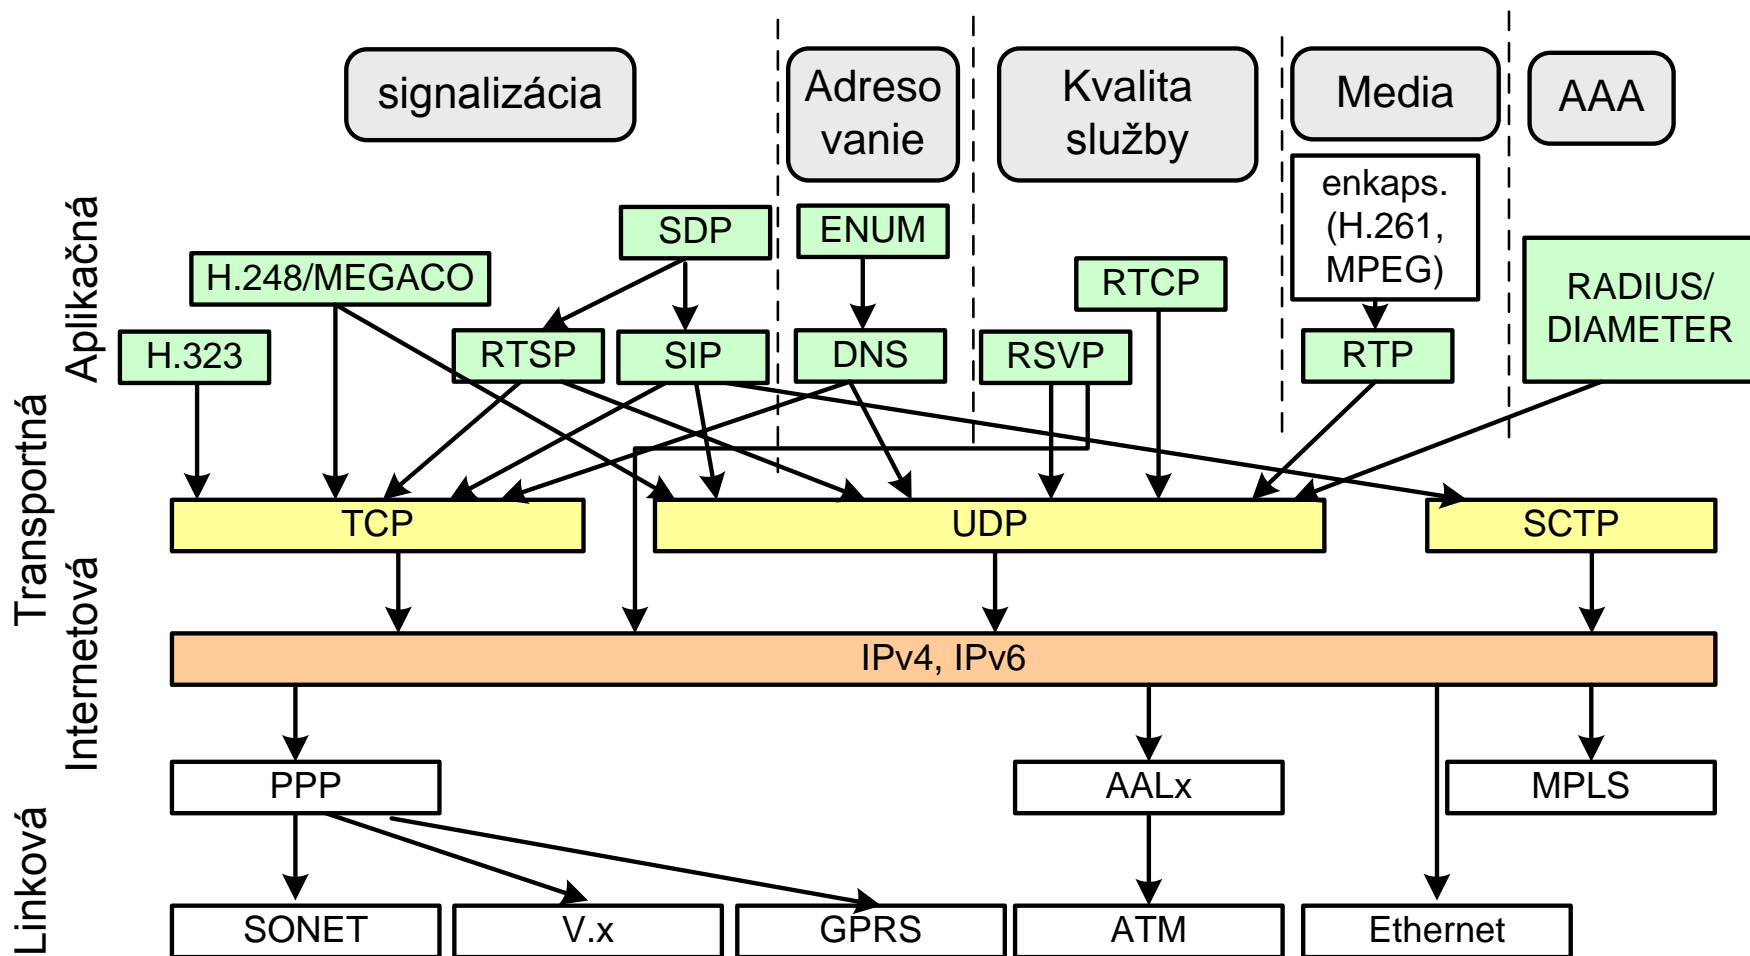 signalizácia
Adreso
vanie
Kvalita
služby
Media
AAA
Aplikačná
Transportná
Internetová
Linková
enkaps.
(H.261,
MPEG)
SDP
ENUM
H.248/MEGACO
RTCP
RADIUS/
DIAMETER
H.323
RTSP
SIP
DNS
RSVP
RTP
TCP
UDP
SCTP
IPv4, IPv6
PPP
AALx
MPLS
SONET
V.x
GPRS
ATM
Ethernet